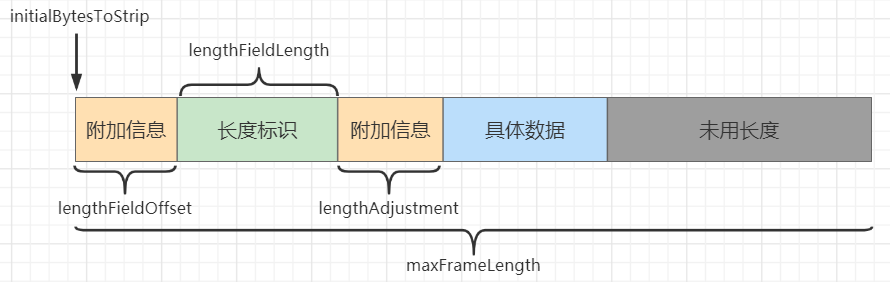 initialBytesToStrip
lengthFieldLength
附加信息 长度标识 附加信息 具体数据 未用长度
lengthFieldOffset lengthAdjustment
maxFrameLength